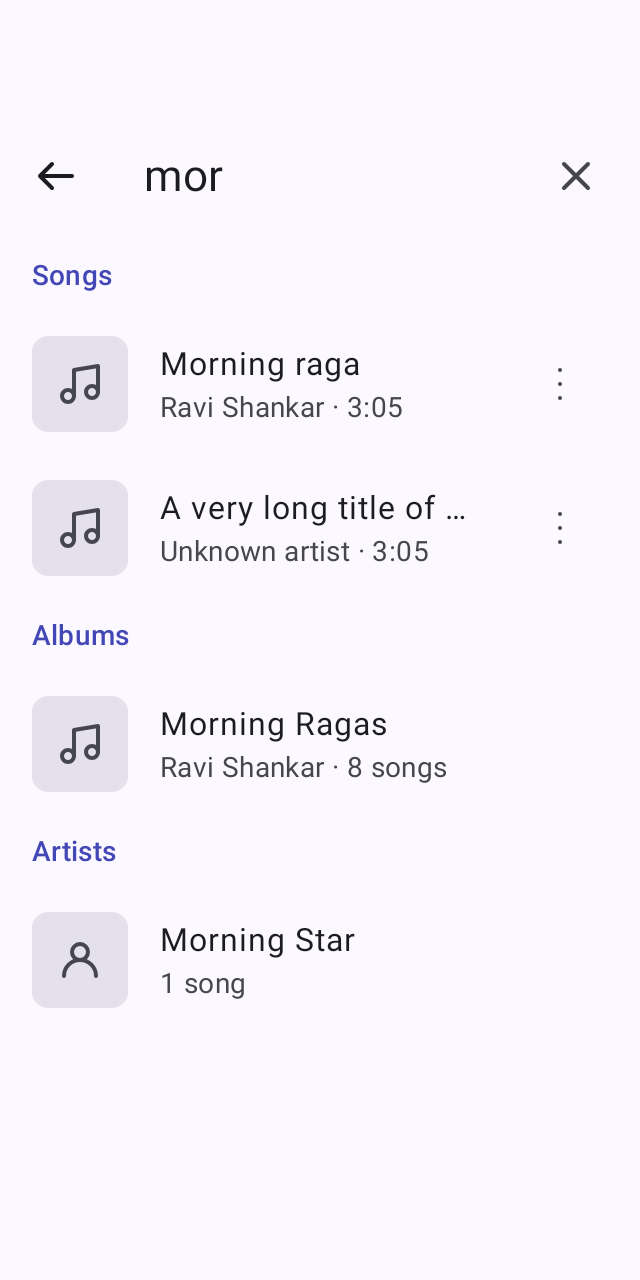 mor
Songs
Morning raga
Ravi Shankar · 3:05
A very long title of …
Unknown artist · 3:05
Albums
Morning Ragas
Ravi Shankar · 8 songs
Artists
Morning Star
1 song